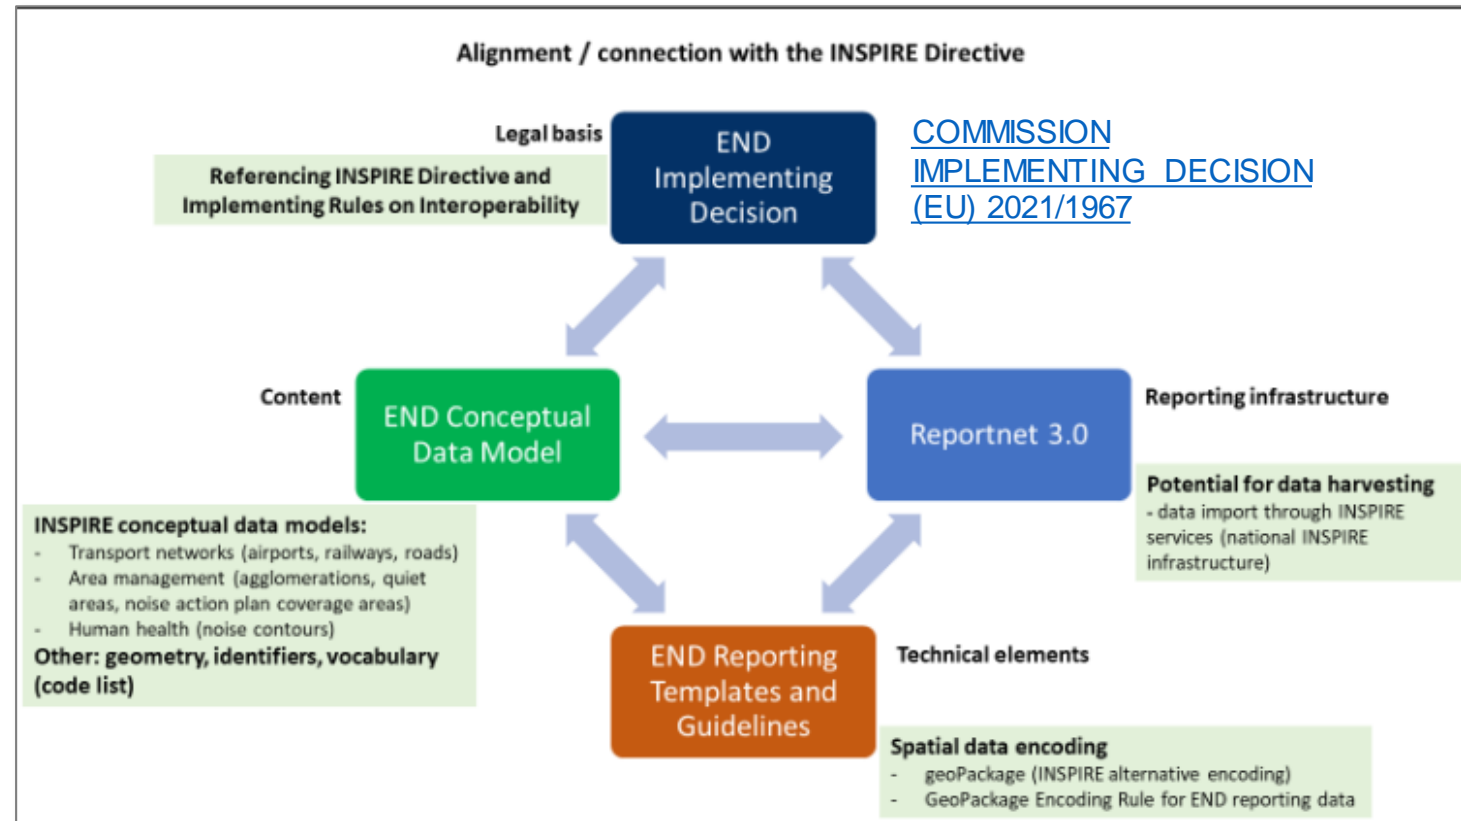 Alignment / connection with the INSPIRE Directive
Legal basis
Referencing INSPIRE Directive and
Implementing Rules on Interoperability
END
Implementing
Decision
COMMISSION
IMPLEMENTING DECISION
(EU) 2021/1967
Content
END Conceptual
Data Model
Reportnet 3.0
Reporting infrastructure
Potential for data harvesting
- data import through INSPIRE
services (national INSPIRE
infrastructure)
INSPIRE conceptual data models:
- Transport networks (airports, railways, roads)
- Area management (agglomerations, quiet
areas, noise action plan coverage areas)
- Human health (noise contours)
Other: geometry, identifiers, vocabulary
(code list)
END Reporting
Templates and
Guidelines
Technical elements
Spatial data encoding
- geoPackage (INSPIRE alternative encoding)
- GeoPackage Encoding Rule for END reporting data